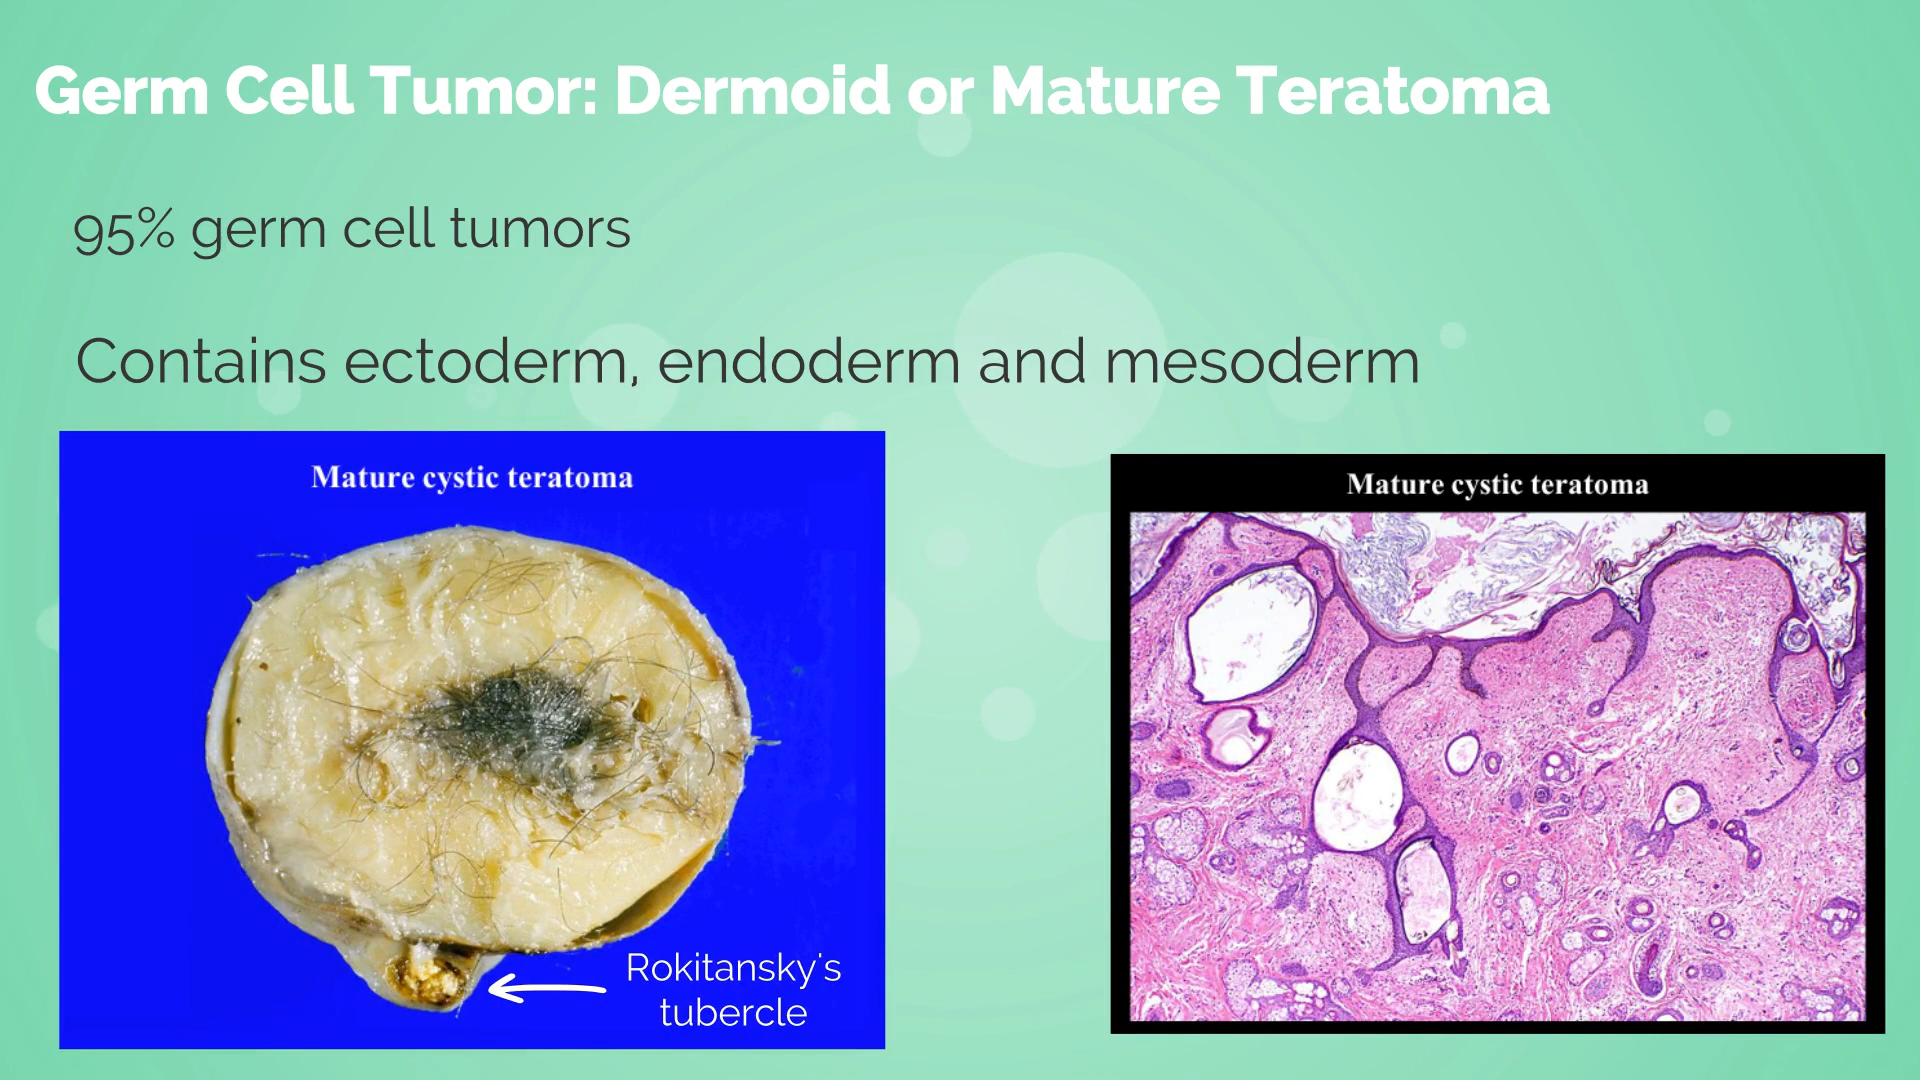 Germ Cell Tumor: Dermoid or Mature Teratoma
95% germ cell tumors
Contains ectoderm, endoderm and mesoderm
Mature cystic teratoma
Rokitansky's
tubercle
Mature cystic teratoma